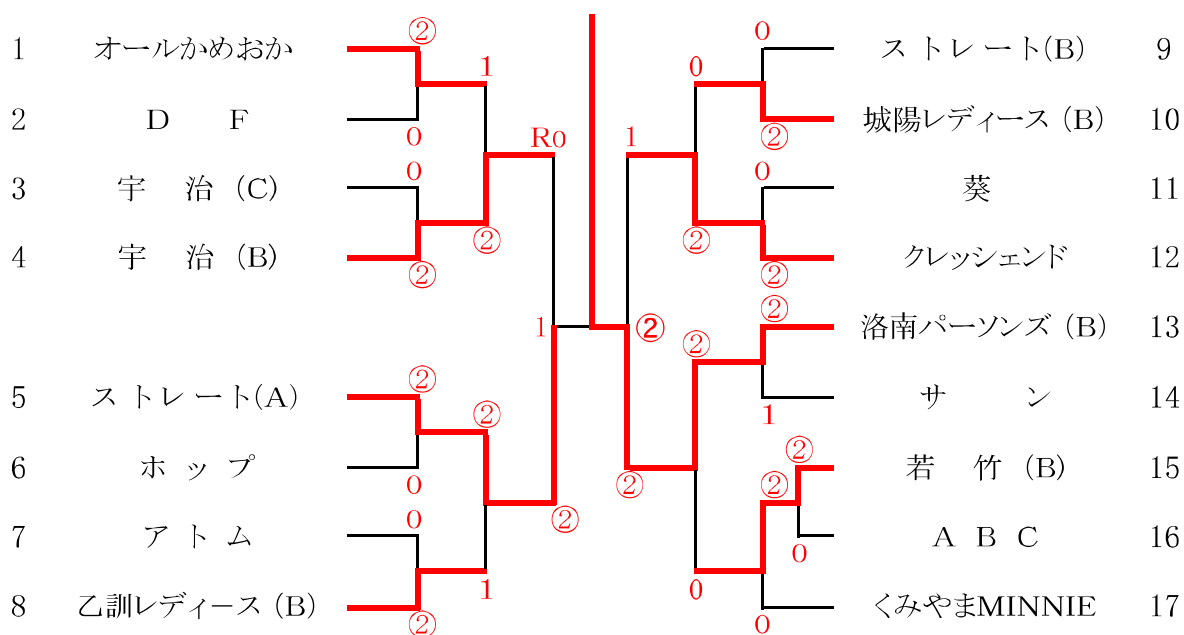 1 オールかめおか ②
2 D F 0
1
3 宇 治 (C) 0
4 宇 治 (B) ②
②
R0
5 ストレート(A) ②
6 ホップ 0
②
7 アトム 0
8 乙訓レディース (B) ②
1
②
1
②
0 ストレート(B) 9
② 城陽レディース (B) 10
0
0 葵 11
② クレッシェンド 12
②
1
② 洛南パーソンズ (B) 13
1 サン 14
②
② 若 竹 (B) 15
0 A B C 16
②
0 くみやまMINNIE 17
0
②